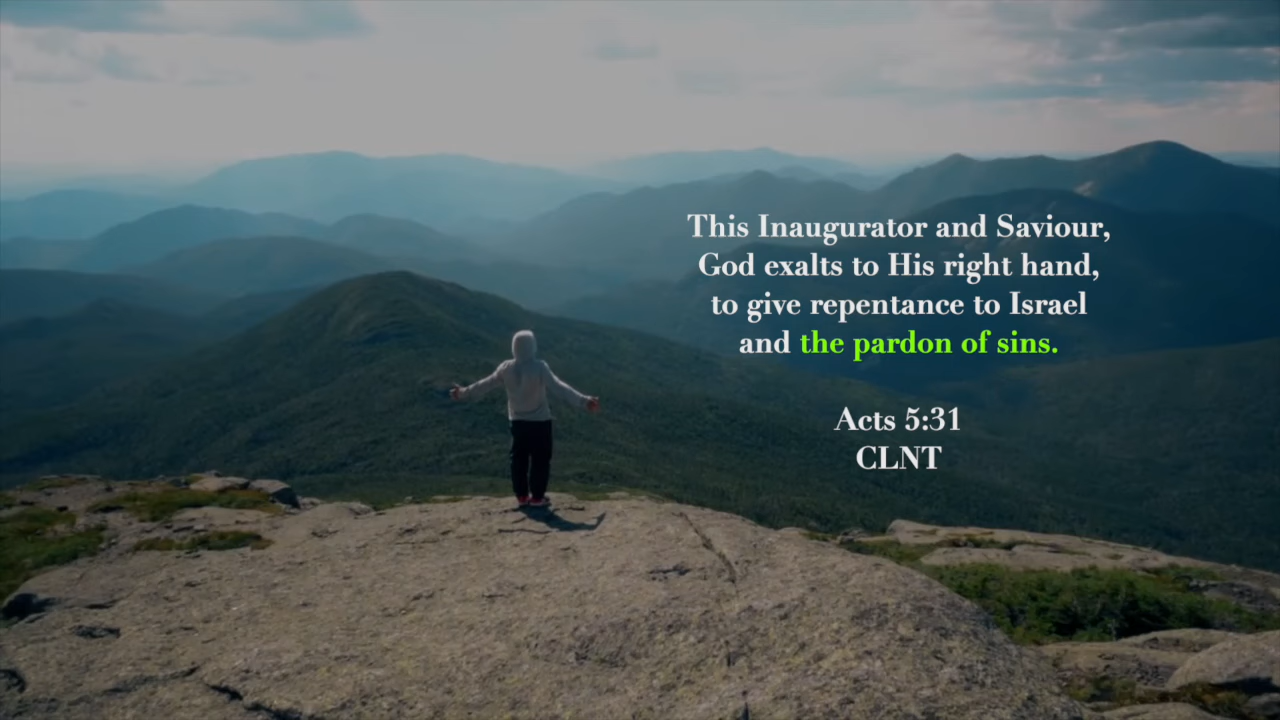 This Inaugurator and Saviour,
God exalts to His right hand,
to give repentance to Israel
and the pardon of sins.
Acts 5:31
CLNT